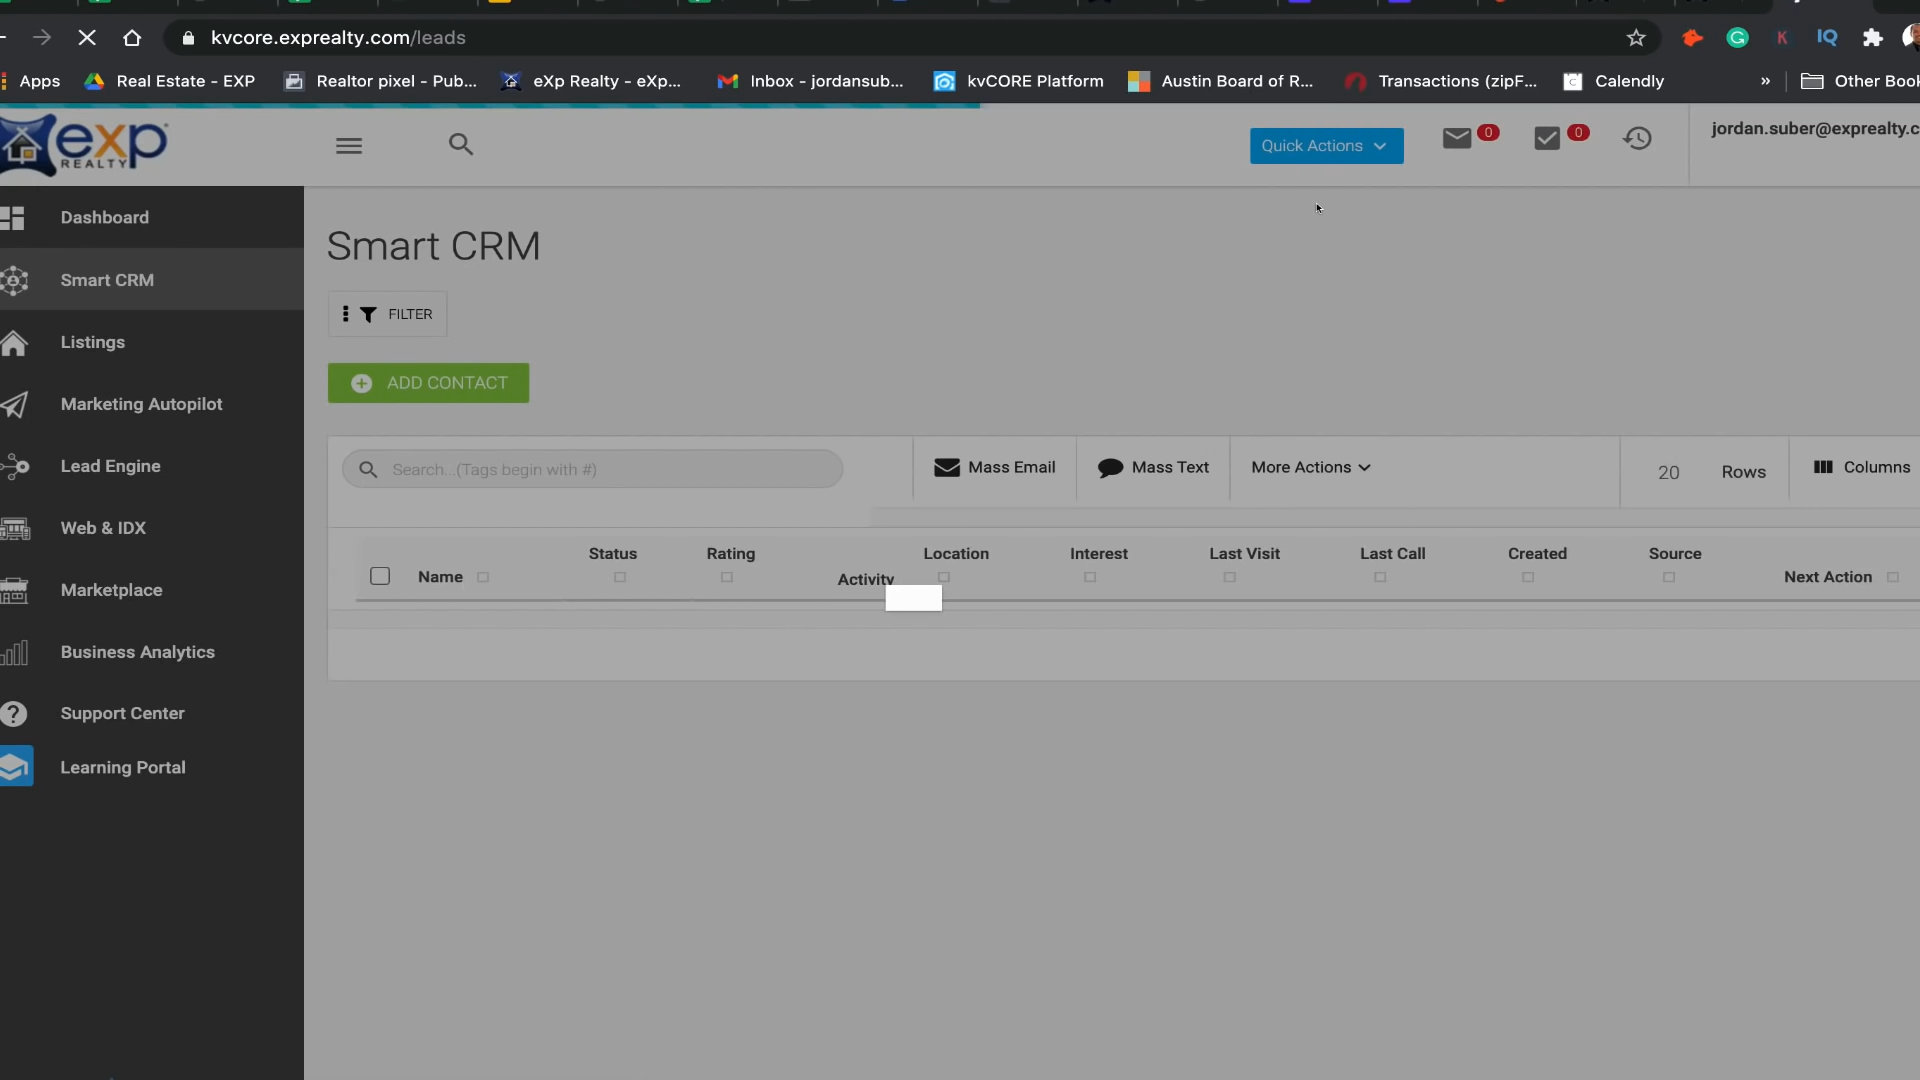 kvcore.exprealty.com/leads
Apps
Real Estate - EXP
Realtor pixel - Pub...
eXp Realty - eXp...
Inbox - jordansub...
kvCORE Platform
Austin Board of R...
Transactions (zipF...
Calendly
»
Other Book
exp
REALTY
Quick Actions
0
0
jordan.suber@exprealty.c
Dashboard
Smart CRM
Listings
Marketing Autopilot
Lead Engine
Web & IDX
Marketplace
Business Analytics
Support Center
Learning Portal
Smart CRM
FILTER
ADD CONTACT
Search...(Tags begin with #)
Mass Email
Mass Text
More Actions
20 Rows
Columns
Name
Status
Rating
Activity
Location
Interest
Last Visit
Last Call
Created
Source
Next Action